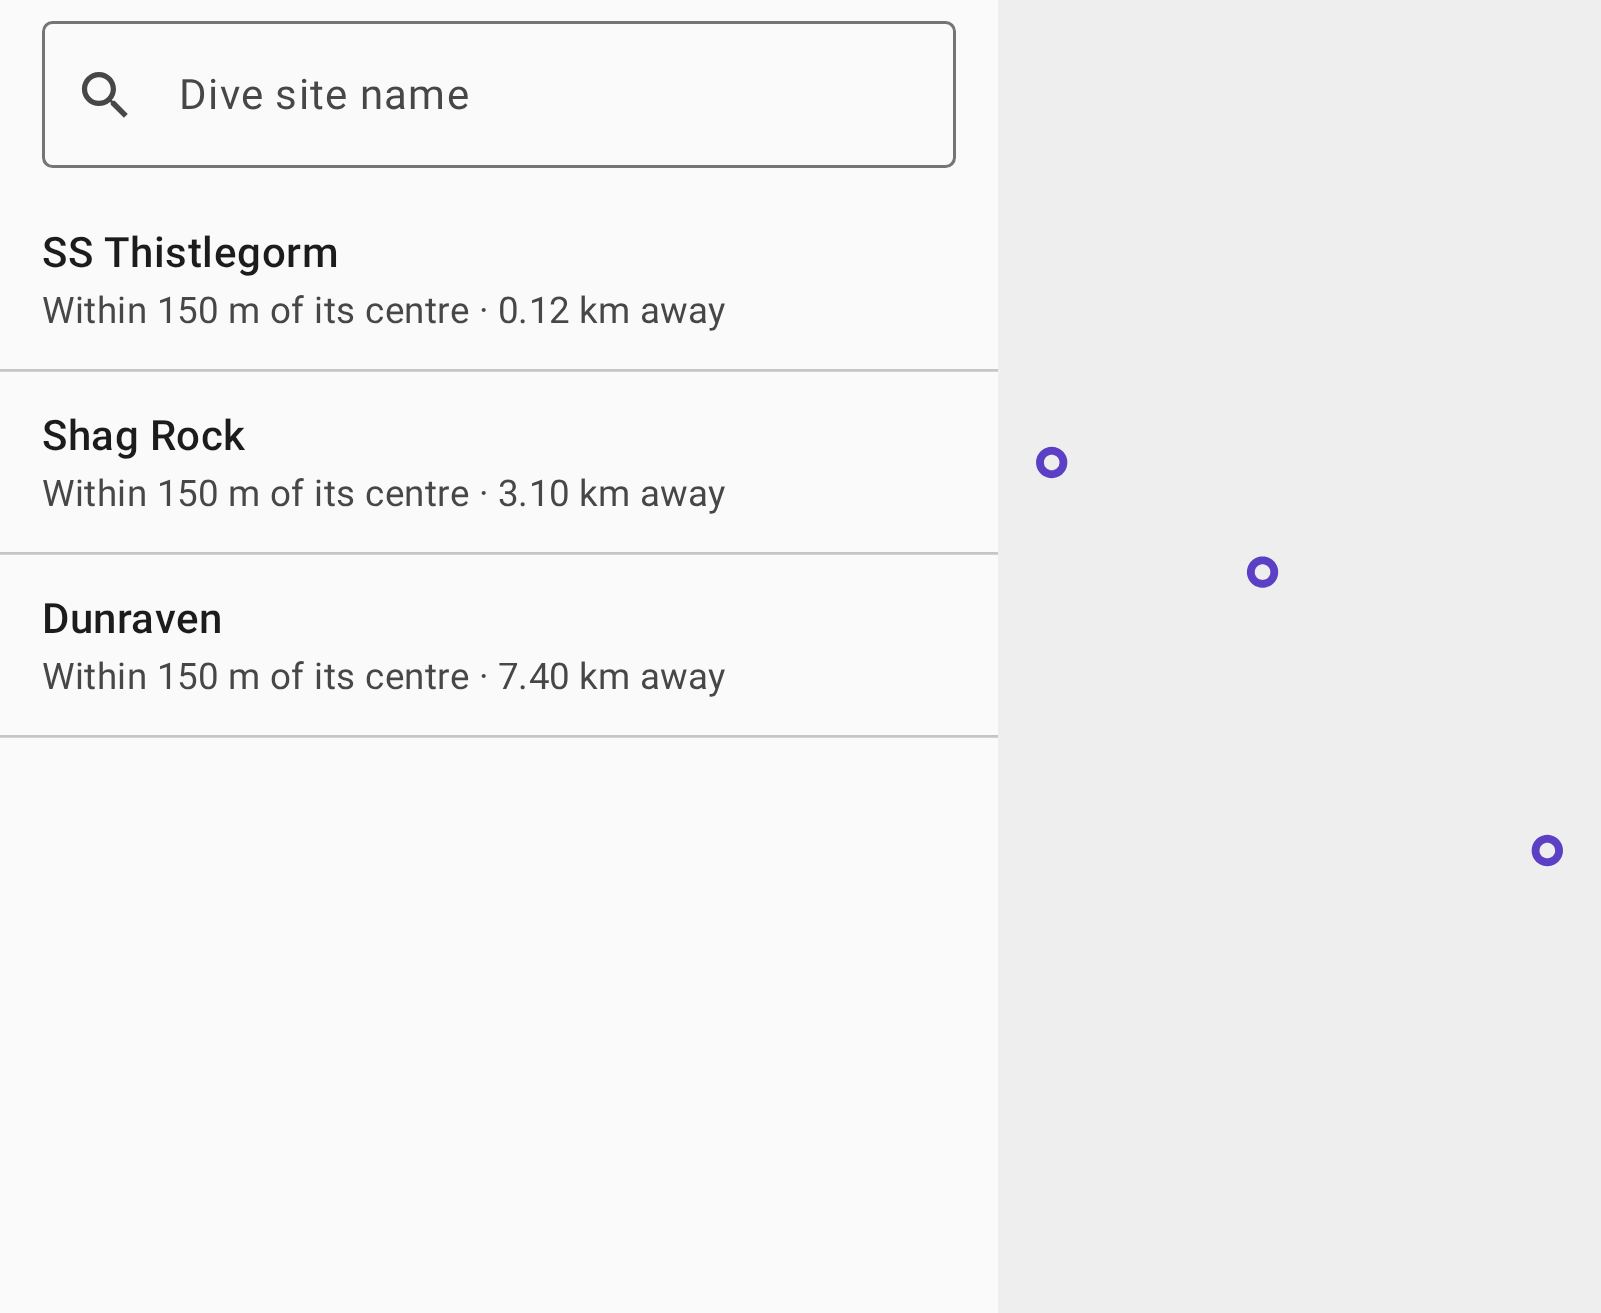 Dive site name
SS Thistlegorm
Within 150 m of its centre · 0.12 km away
Shag Rock
Within 150 m of its centre · 3.10 km away
Dunraven
Within 150 m of its centre · 7.40 km away